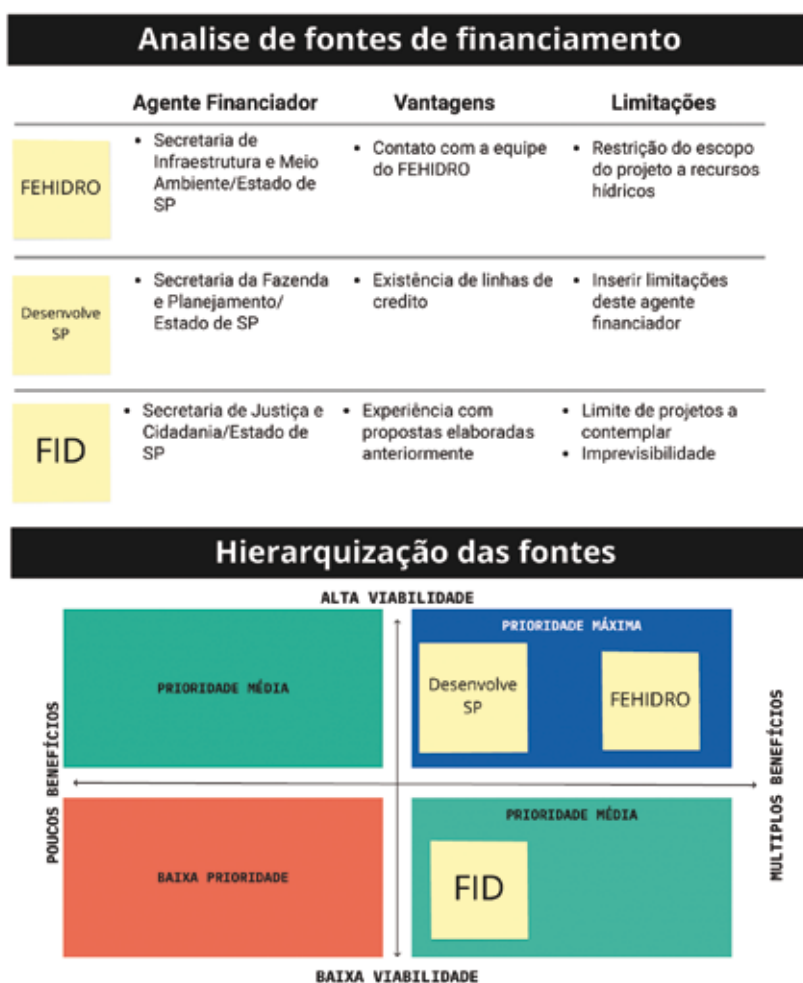 Analise de fontes de financiamento
Agente Financiador Vantagens Limitações
FEHIDRO
• Secretaria de
Infraestrutura e Meio
Ambiente/Estado de
SP
• Contato com a equipe
do FEHIDRO
• Restrição do escopo
do projeto a recursos
hídricos
Desenvolve
SP
• Secretaria da Fazenda
e Planejamento/
Estado de SP
• Existência de linhas de
credito
• Inserir limitações
deste agente
financiador
FID
• Secretaria de Justiça e
Cidadania/Estado de
SP
• Experiência com
propostas elaboradas
anteriormente
• Limite de projetos a
contemplar
• Imprevisibilidade
Hierarquização das fontes
ALTA VIABILIDADE
POUCOS BENEFÍCIOS
PRIORIDADE MÉDIA
PRIORIDADE MÁXIMA
Desenvolve
SP
FEHIDRO
MULTIPLOS BENEFÍCIOS
BAIXA PRIORIDADE
PRIORIDADE MÉDIA
FID
BAIXA VIABILIDADE